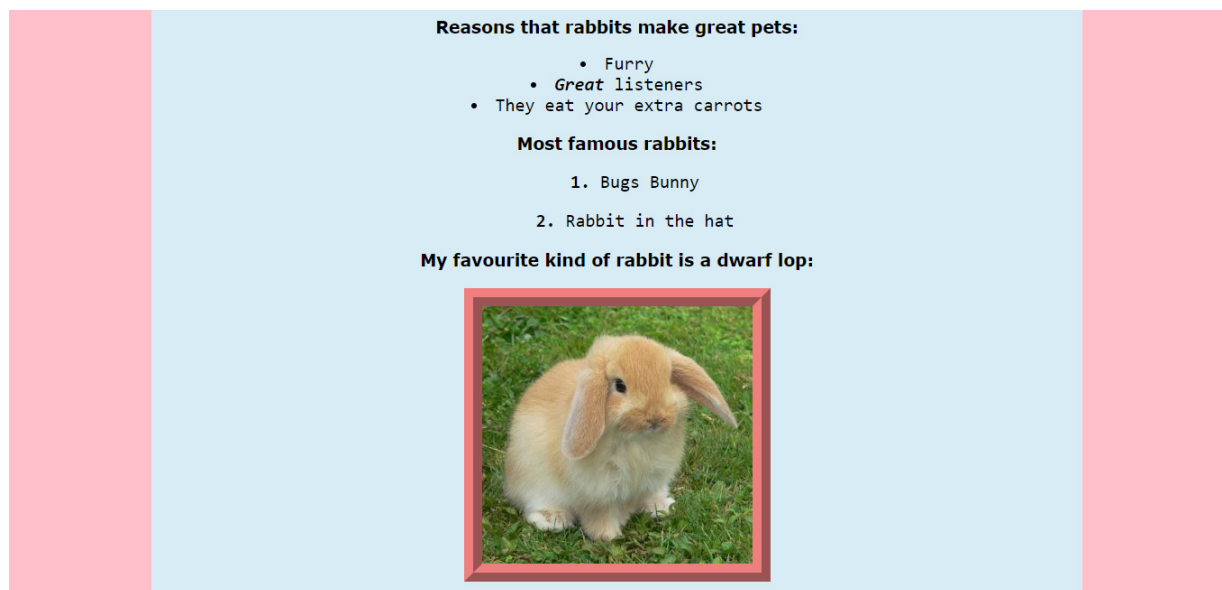 Reasons that rabbits make great pets:
• Furry
• Great listeners
• They eat your extra carrots
Most famous rabbits:
1. Bugs Bunny
2. Rabbit in the hat
My favourite kind of rabbit is a dwarf lop: